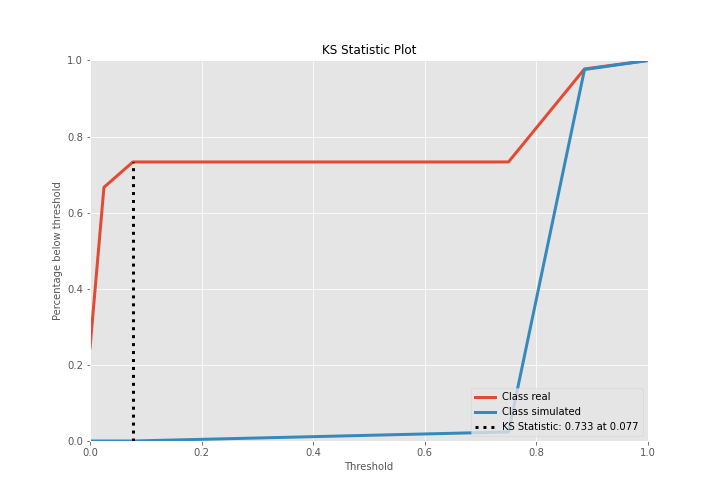 KS Statistic Plot
1.0
0.8
0.6
0.4
0.2
0.0
Percentage below threshold
0.0 0.2 0.4 0.6 0.8 1.0
Threshold
Class real
Class simulated
KS Statistic: 0.733 at 0.077